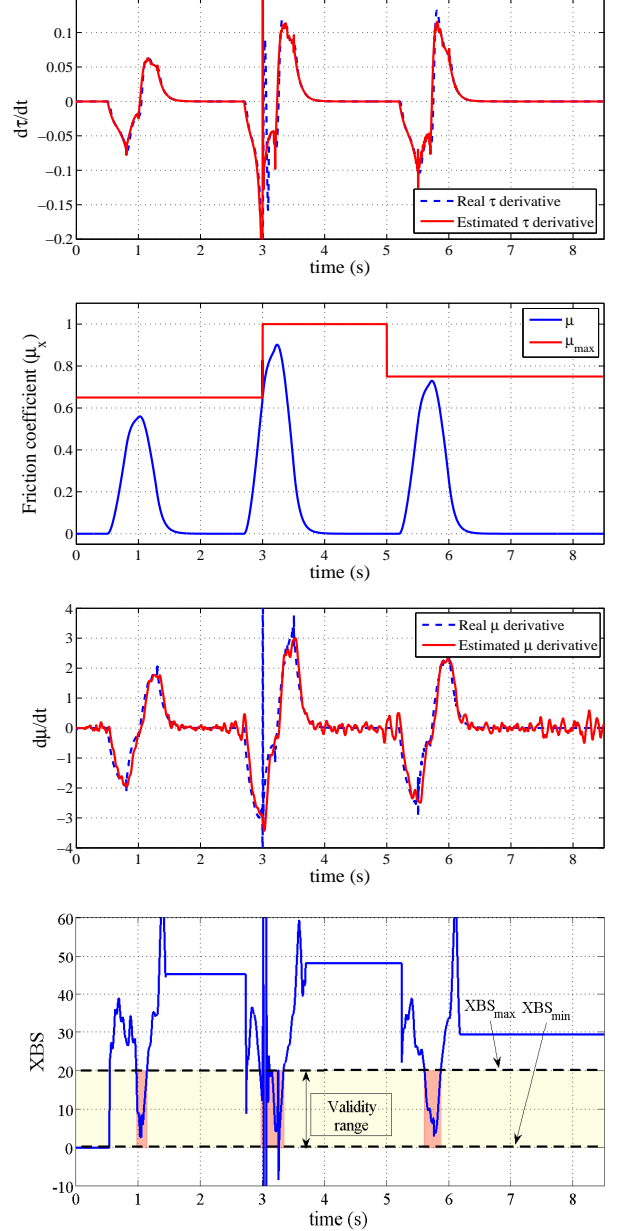 0.1
0.05
0
−0.05
−0.1
−0.15
−0.2
dτ/dt
Real τ derivative
Estimated τ derivative
0 1 2 3 4 5 6 7 8
time (s)
1
0.8
0.6
0.4
0.2
0
Friction coefficient (μ_x)
μ
μ_max
0 1 2 3 4 5 6 7 8
time (s)
4
3
2
1
0
−1
−2
−3
−4
dμ/dt
Real μ derivative
Estimated μ derivative
0 1 2 3 4 5 6 7 8
time (s)
60
50
40
30
20
10
0
-10
XBS
XBS_max XBS_min
Validity
range
0 1 2 3 4 5 6 7 8
time (s)